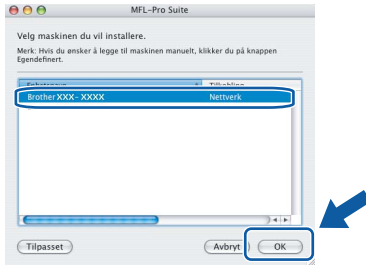 MFL-Pro Suite
Velg maskinen du vil installere.
Merk: Hvis du ønsker å legge til maskinen manuelt, klikker du på knappen
Egendefinert.
Brother XXX- XXXX Nettverk
Tilpasset Avbryt OK